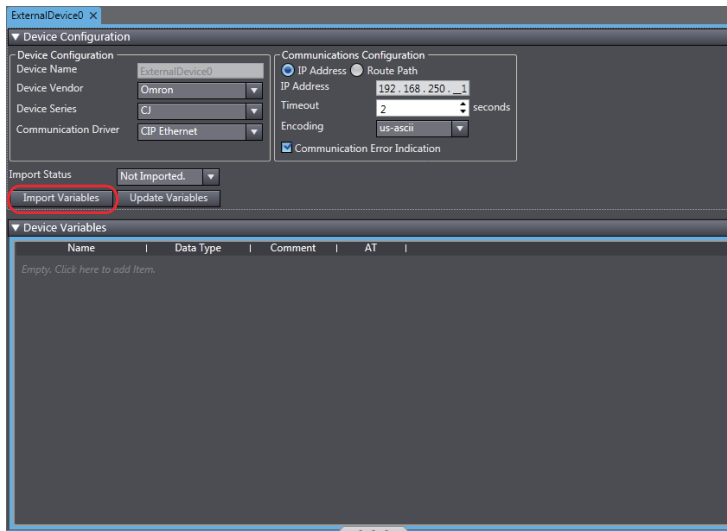 ExternalDevice0 ×
▼ Device Configuration
Device Configuration
Device Name ExternalDevice0
Device Vendor Omron
Device Series CJ
Communication Driver CIP Ethernet
Communications Configuration
IP Address Route Path
IP Address 192 . 168 . 250 . _1
Timeout 2 seconds
Encoding us-ascii
Communication Error Indication
Import Status Not Imported.
Import Variables Update Variables
▼ Device Variables
Name | Data Type | Comment | AT |
Empty. Click here to add Item.